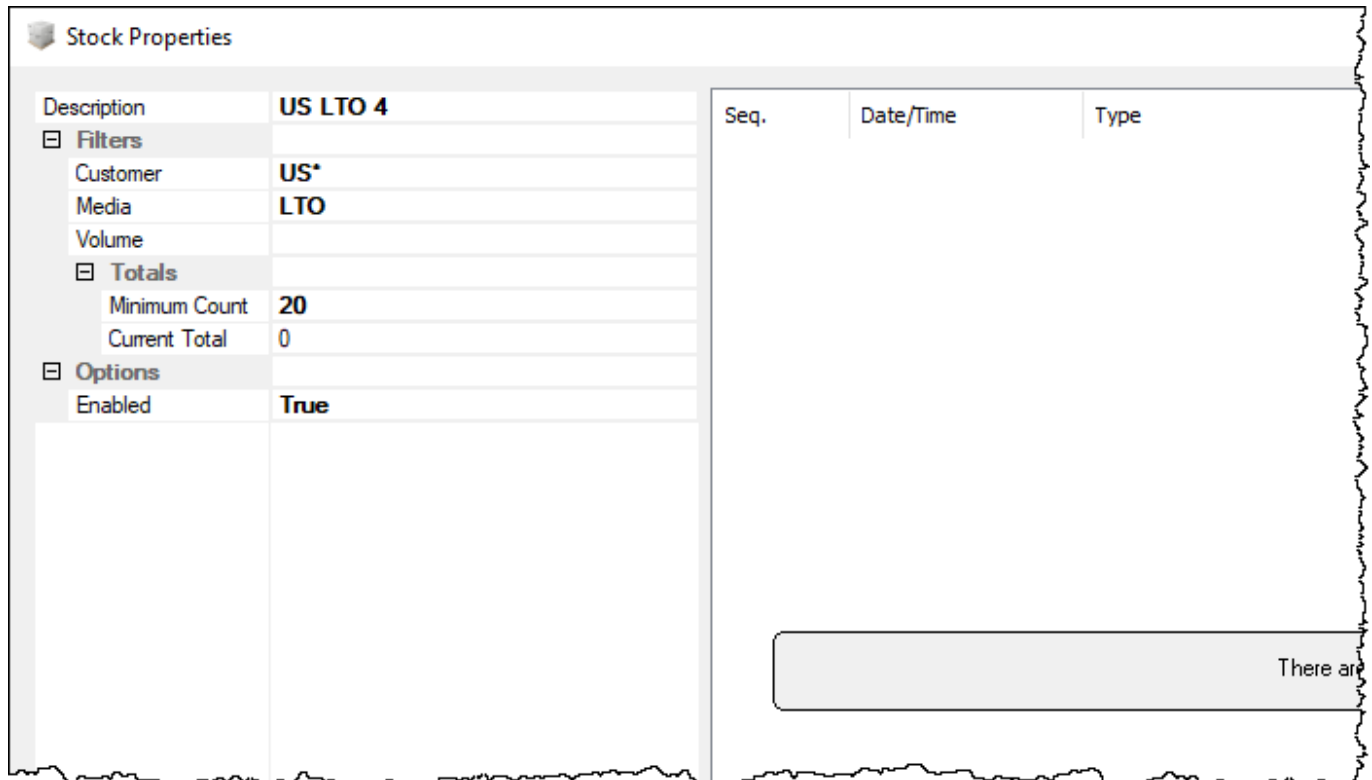 Stock Properties
Description US LTO 4
Filters
Customer US*
Media LTO
Volume
Totals
Minimum Count 20
Current Total 0
Options
Enabled True
Seq. Date/Time Type
There are